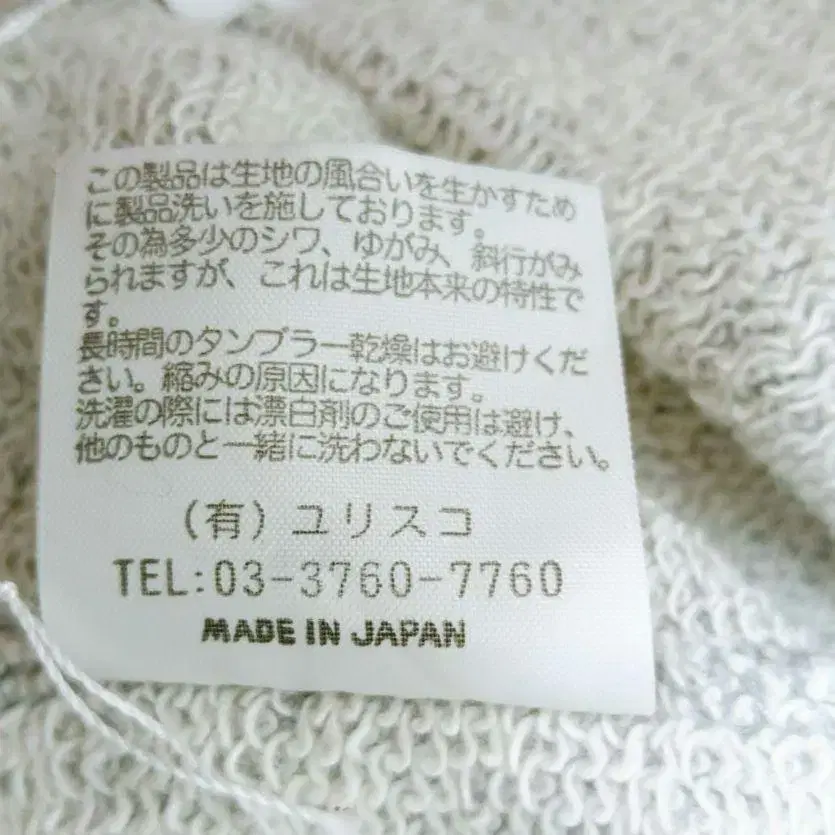 この製品は生地の風合いを生かすため
に製品洗いを施しております。
その為多少のシワ、ゆがみ、斜行がみ
られますが、これは生地本来の特性で
す。
長時間のタンブラー乾燥はお避けくだ
さい。縮みの原因になります。
洗濯の際には漂白剤のご使用は避け、
他のものと一緒に洗わないでください。
（有）ユリスコ
TEL:03-3760-7760
MADE IN JAPAN